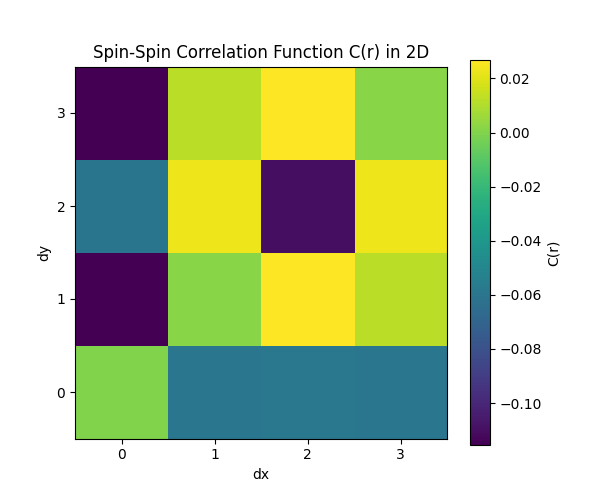 Spin-Spin Correlation Function C(r) in 2D
3
2
1
0
dy
0 1 2 3
dx
0.02
0.00
−0.02
−0.04
−0.06
−0.08
−0.10
C(r)